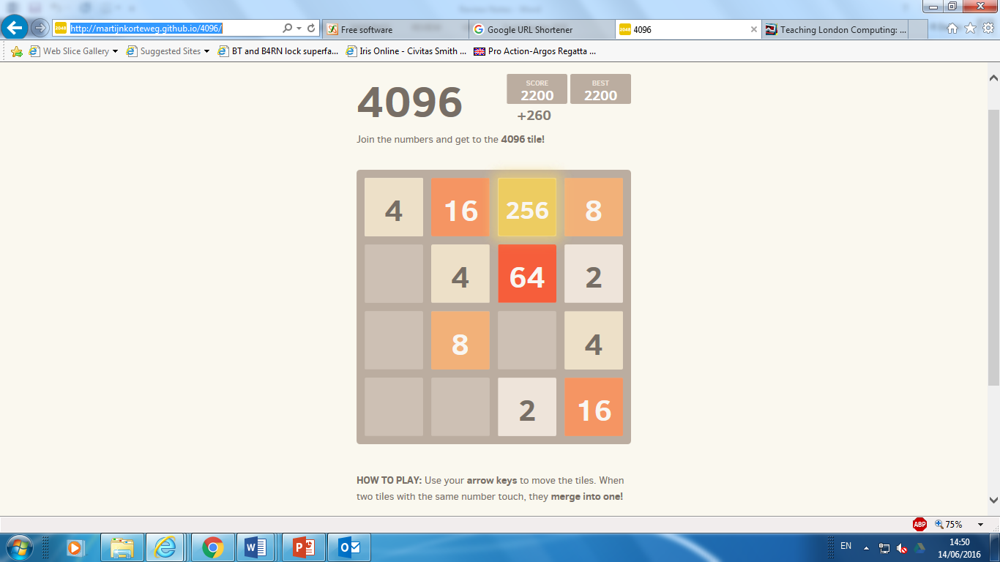 http://martijnkorteweg.github.io/4096/
Free software
Google URL Shortener
4096
Teaching London Computing: ...
Web Slice Gallery
Suggested Sites
BT and B4RN lock superfa...
Iris Online - Civitas Smith ...
Pro Action-Argos Regatta ...
4096
SCORE
2200
BEST
2200
+260
Join the numbers and get to the 4096 tile!
4 16 256 8
4 64 2
8 4
2 16
HOW TO PLAY: Use your arrow keys to move the tiles. When
two tiles with the same number touch, they merge into one!
ABP
75%
EN
14:50
14/06/2016